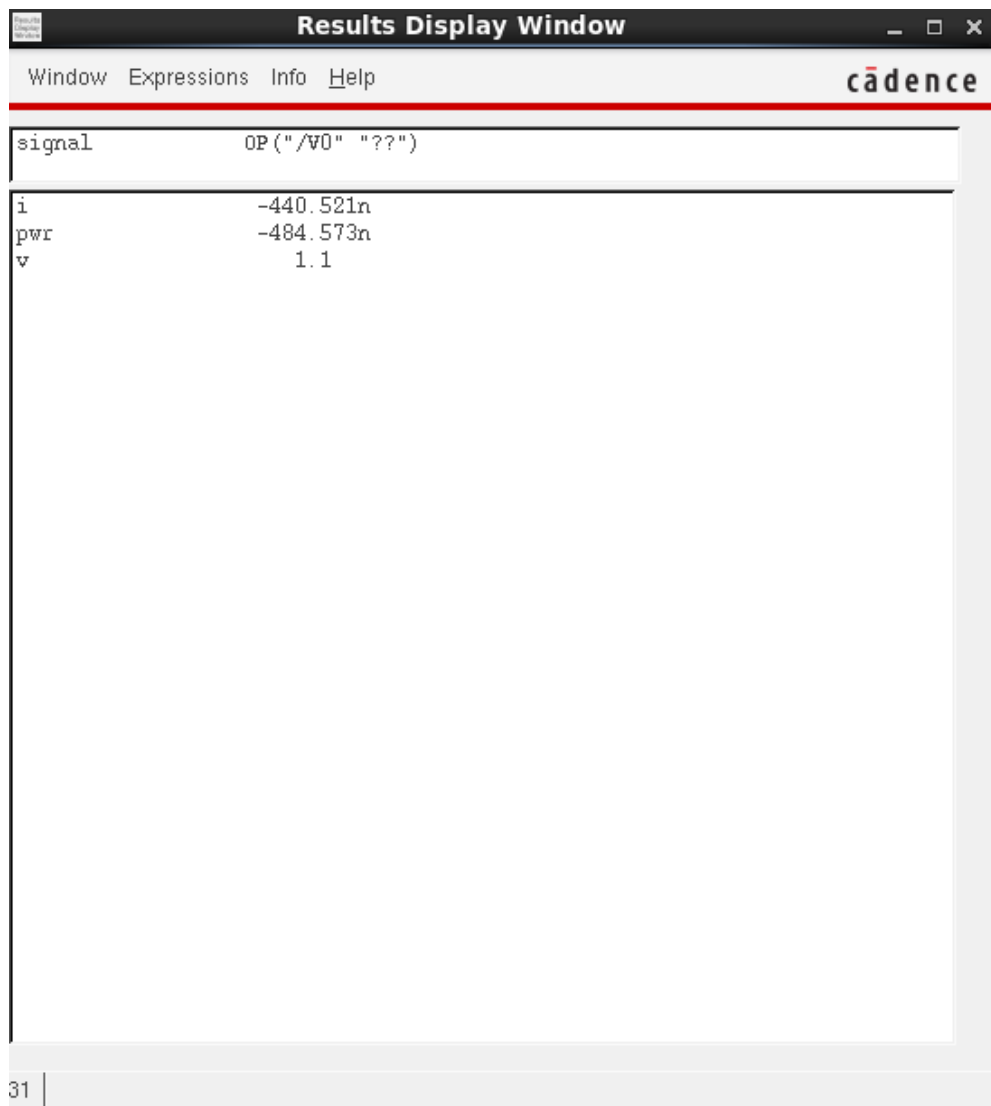 Results Display Window
Window Expressions Info Help
cādence
signal OP("/V0" "??")
i -440.521n
pwr -484.573n
v 1.1
31